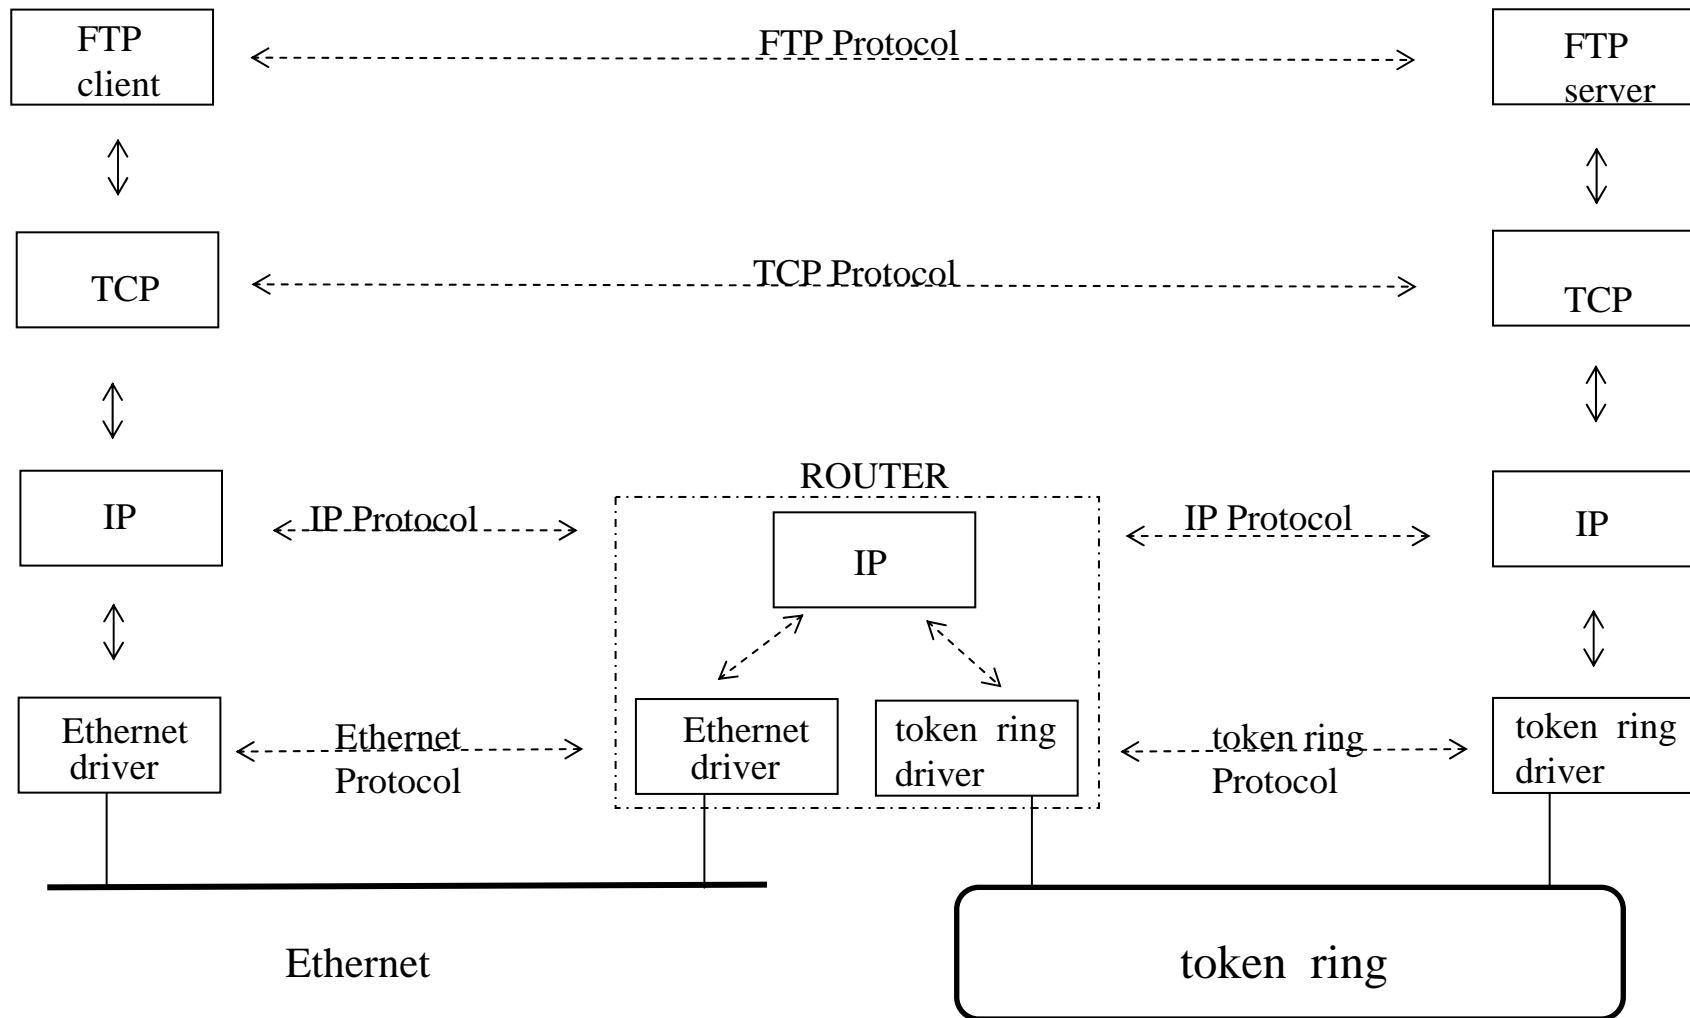 FTP
client
FTP Protocol
FTP
server
TCP
TCP Protocol
TCP
ROUTER
IP
IP Protocol
IP
IP Protocol
IP
Ethernet
driver
Ethernet
Protocol
Ethernet
driver
token ring
driver
token ring
Protocol
token ring
driver
Ethernet
token ring